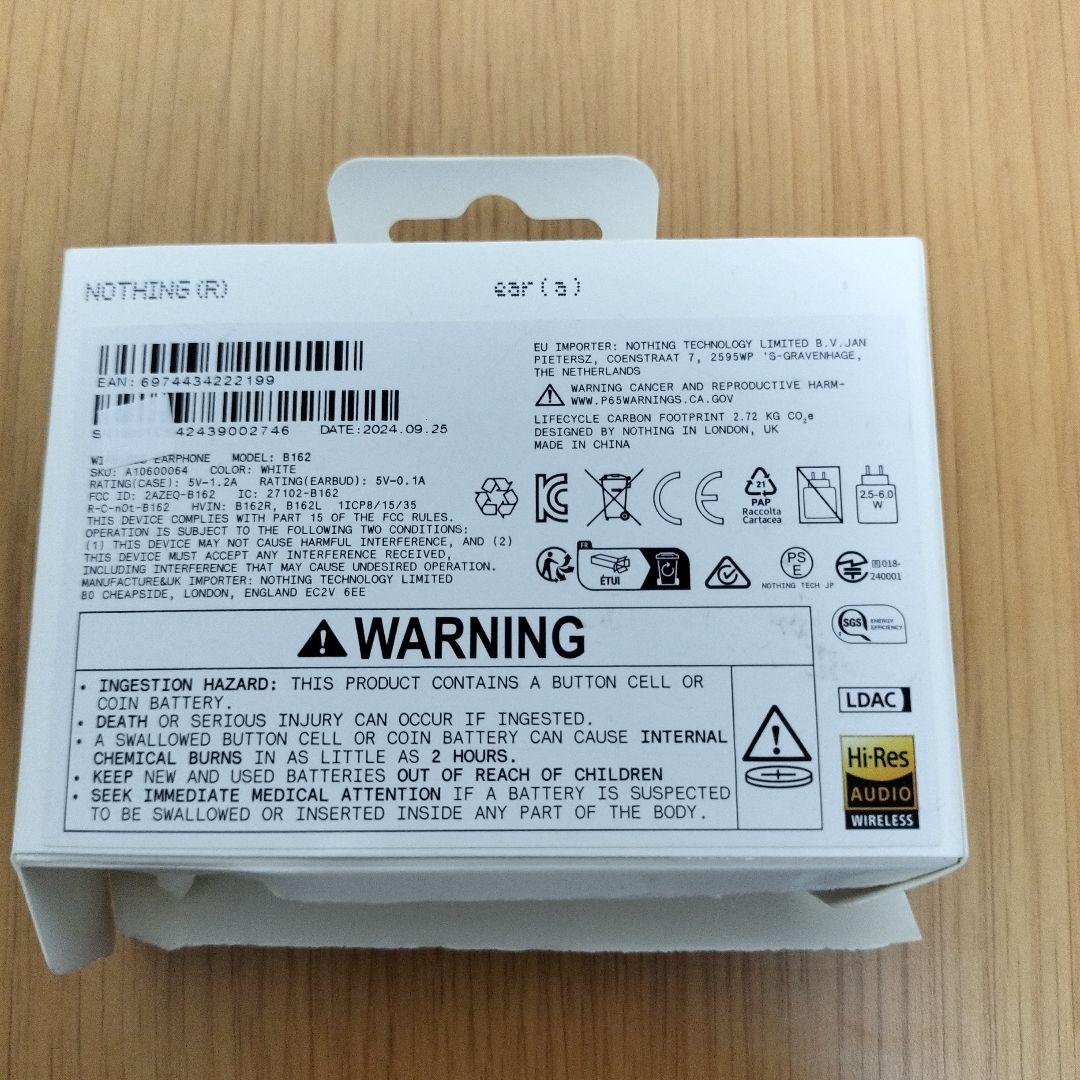 NOTHING(R)
ear (a)
EAN: 6974434222199
S 42439002746 DATE:2024.09.25
WI EARPHONE MODEL: B162
SKU: A10600064 COLOR: WHITE
RATING(CASE): 5V⎓1.2A RATING(EARBUD): 5V⎓0.1A
FCC ID: 2AZEQ-B162 IC: 27102-B162
R-C-nOt-B162 HVIN: B162R, B162L 1ICP8/15/35
THIS DEVICE COMPLIES WITH PART 15 OF THE FCC RULES.
OPERATION IS SUBJECT TO THE FOLLOWING TWO CONDITIONS:
(1) THIS DEVICE MAY NOT CAUSE HARMFUL INTERFERENCE, AND (2)
THIS DEVICE MUST ACCEPT ANY INTERFERENCE RECEIVED,
INCLUDING INTERFERENCE THAT MAY CAUSE UNDESIRED OPERATION.
MANUFACTURE&UK IMPORTER: NOTHING TECHNOLOGY LIMITED
80 CHEAPSIDE, LONDON, ENGLAND EC2V 6EE
EU IMPORTER: NOTHING TECHNOLOGY LIMITED B.V.JAN
PIETERSZ, COENSTRAAT 7, 2595WP 'S-GRAVENHAGE,
THE NETHERLANDS
WARNING CANCER AND REPRODUCTIVE HARM-
WWW.P65WARNINGS.CA.GOV
LIFECYCLE CARBON FOOTPRINT 2.72 KG CO₂e
DESIGNED BY NOTHING IN LONDON, UK
MADE IN CHINA
KC
CE
21
PAP
Raccolta
Cartacea
2.5-6.0
W
FR
ÉTUI
PS
E
NOTHING TECH JP
R 018-
240001
SGS ENERGY
EFFICIENCY
WARNING
• INGESTION HAZARD: THIS PRODUCT CONTAINS A BUTTON CELL OR
COIN BATTERY.
• DEATH OR SERIOUS INJURY CAN OCCUR IF INGESTED.
• A SWALLOWED BUTTON CELL OR COIN BATTERY CAN CAUSE INTERNAL
CHEMICAL BURNS IN AS LITTLE AS 2 HOURS.
• KEEP NEW AND USED BATTERIES OUT OF REACH OF CHILDREN
• SEEK IMMEDIATE MEDICAL ATTENTION IF A BATTERY IS SUSPECTED
TO BE SWALLOWED OR INSERTED INSIDE ANY PART OF THE BODY.
LDAC
Hi-Res
AUDIO
WIRELESS